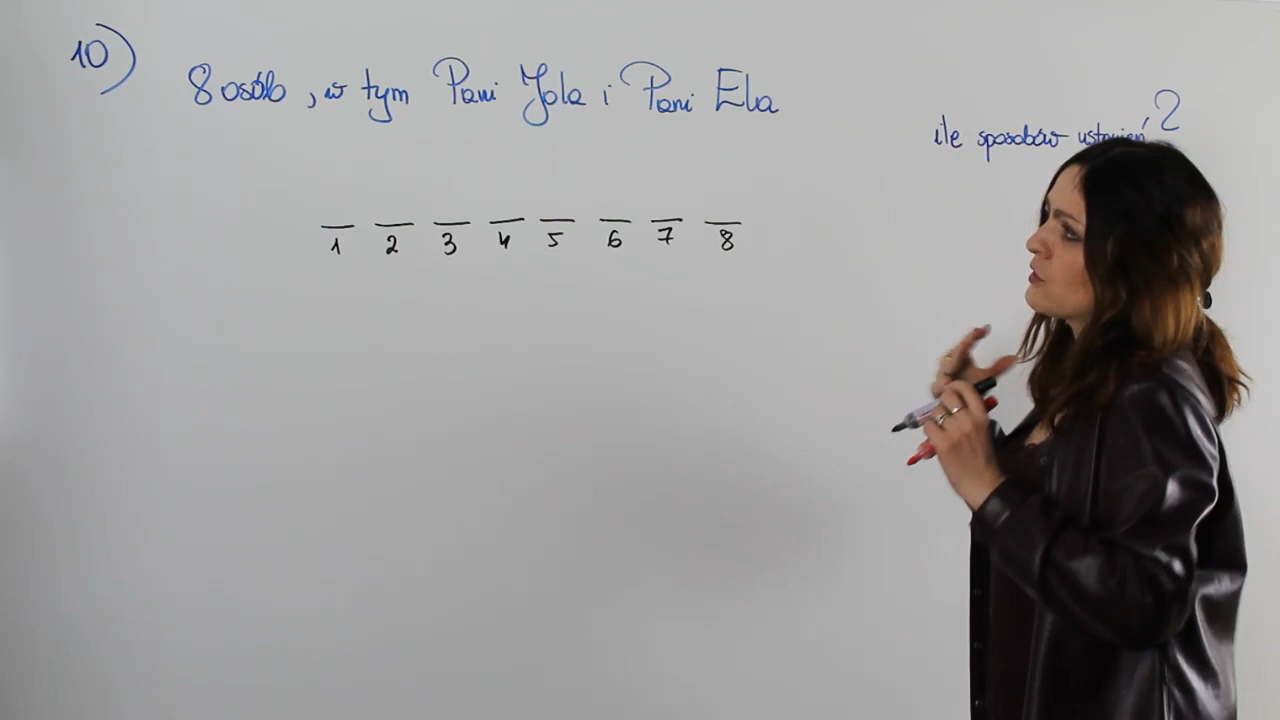 10)
8 osób, w tym Pani Jola i Pani Ela
ile sposobów ustawień?
1 2 3 4 5 6 7 8